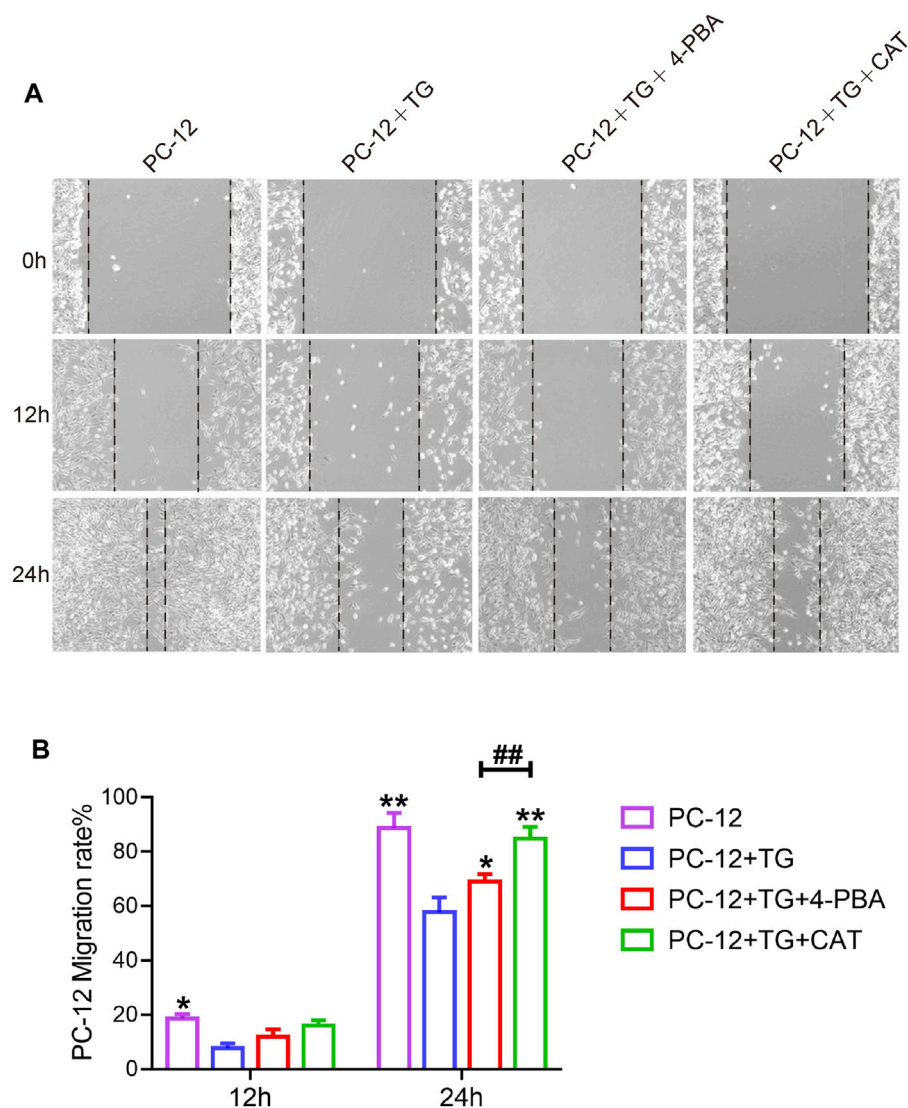 A
PC-12
PC-12+TG
PC-12+TG+ 4-PBA
PC-12+TG+CAT
0h
12h
24h
B
##
**
**
*
*
PC-12 Migration rate%
100
80
60
40
20
0
12h
24h
PC-12
PC-12+TG
PC-12+TG+4-PBA
PC-12+TG+CAT